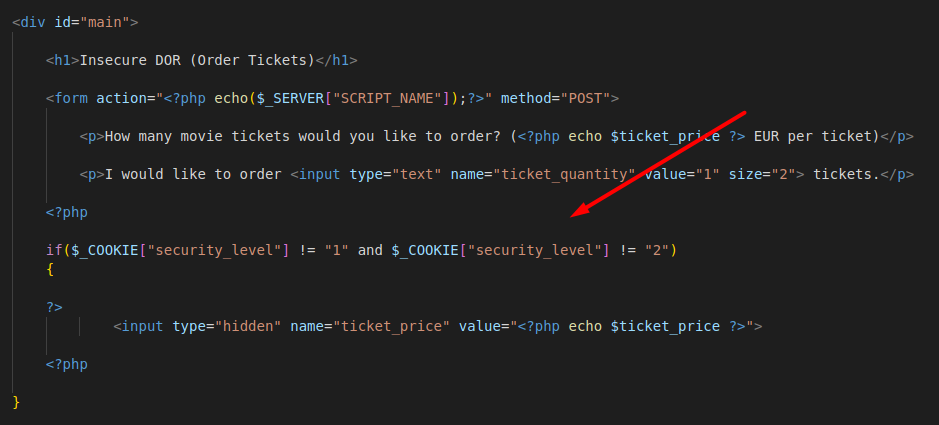 <div id="main">
<h1>Insecure DOR (Order Tickets)</h1>
<form action="<?php echo($_SERVER["SCRIPT_NAME"]);?>" method="POST">
<p>How many movie tickets would you like to order? (<?php echo $ticket_price ?> EUR per ticket)</p>
<p>I would like to order <input type="text" name="ticket_quantity" value="1" size="2"> tickets.</p>
<?php
if($_COOKIE["security_level"] != "1" and $_COOKIE["security_level"] != "2")
{
?>
<input type="hidden" name="ticket_price" value="<?php echo $ticket_price ?>">
<?php
}